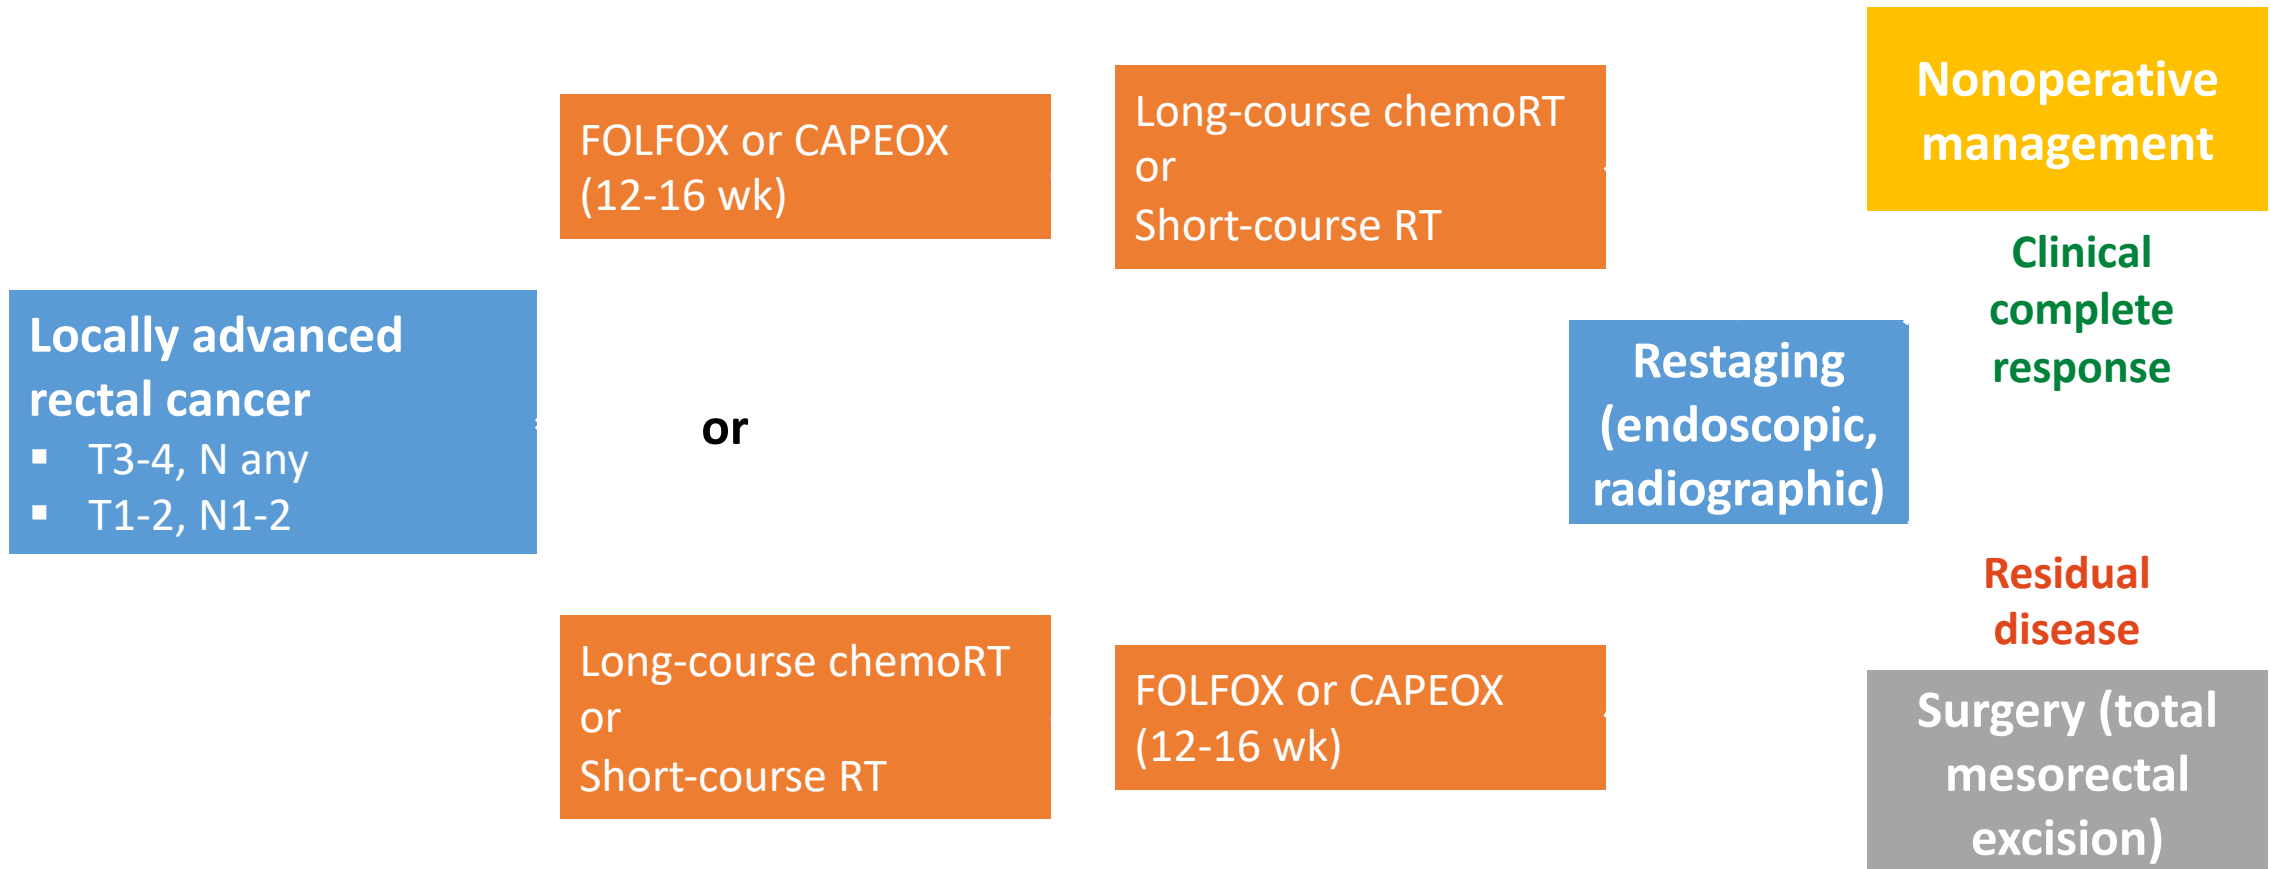 Locally advanced
rectal cancer
▪ T3-4, N any
▪ T1-2, N1-2
FOLFOX or CAPEOX
(12-16 wk)
Long-course chemoRT
or
Short-course RT
or
Long-course chemoRT
or
Short-course RT
FOLFOX or CAPEOX
(12-16 wk)
Restaging
(endoscopic,
radiographic)
Nonoperative
management
Clinical
complete
response
Residual
disease
Surgery (total
mesorectal
excision)